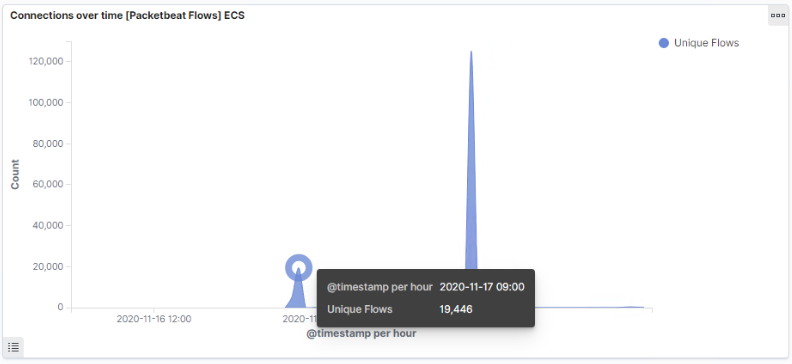 Connections over time [Packetbeat Flows] ECS
Unique Flows
120,000
100,000
80,000
60,000
40,000
20,000
0
Count
@timestamp per hour 2020-11-17 09:00
Unique Flows 19,446
2020-11-16 12:00
2020-11-
@timestamp per hour